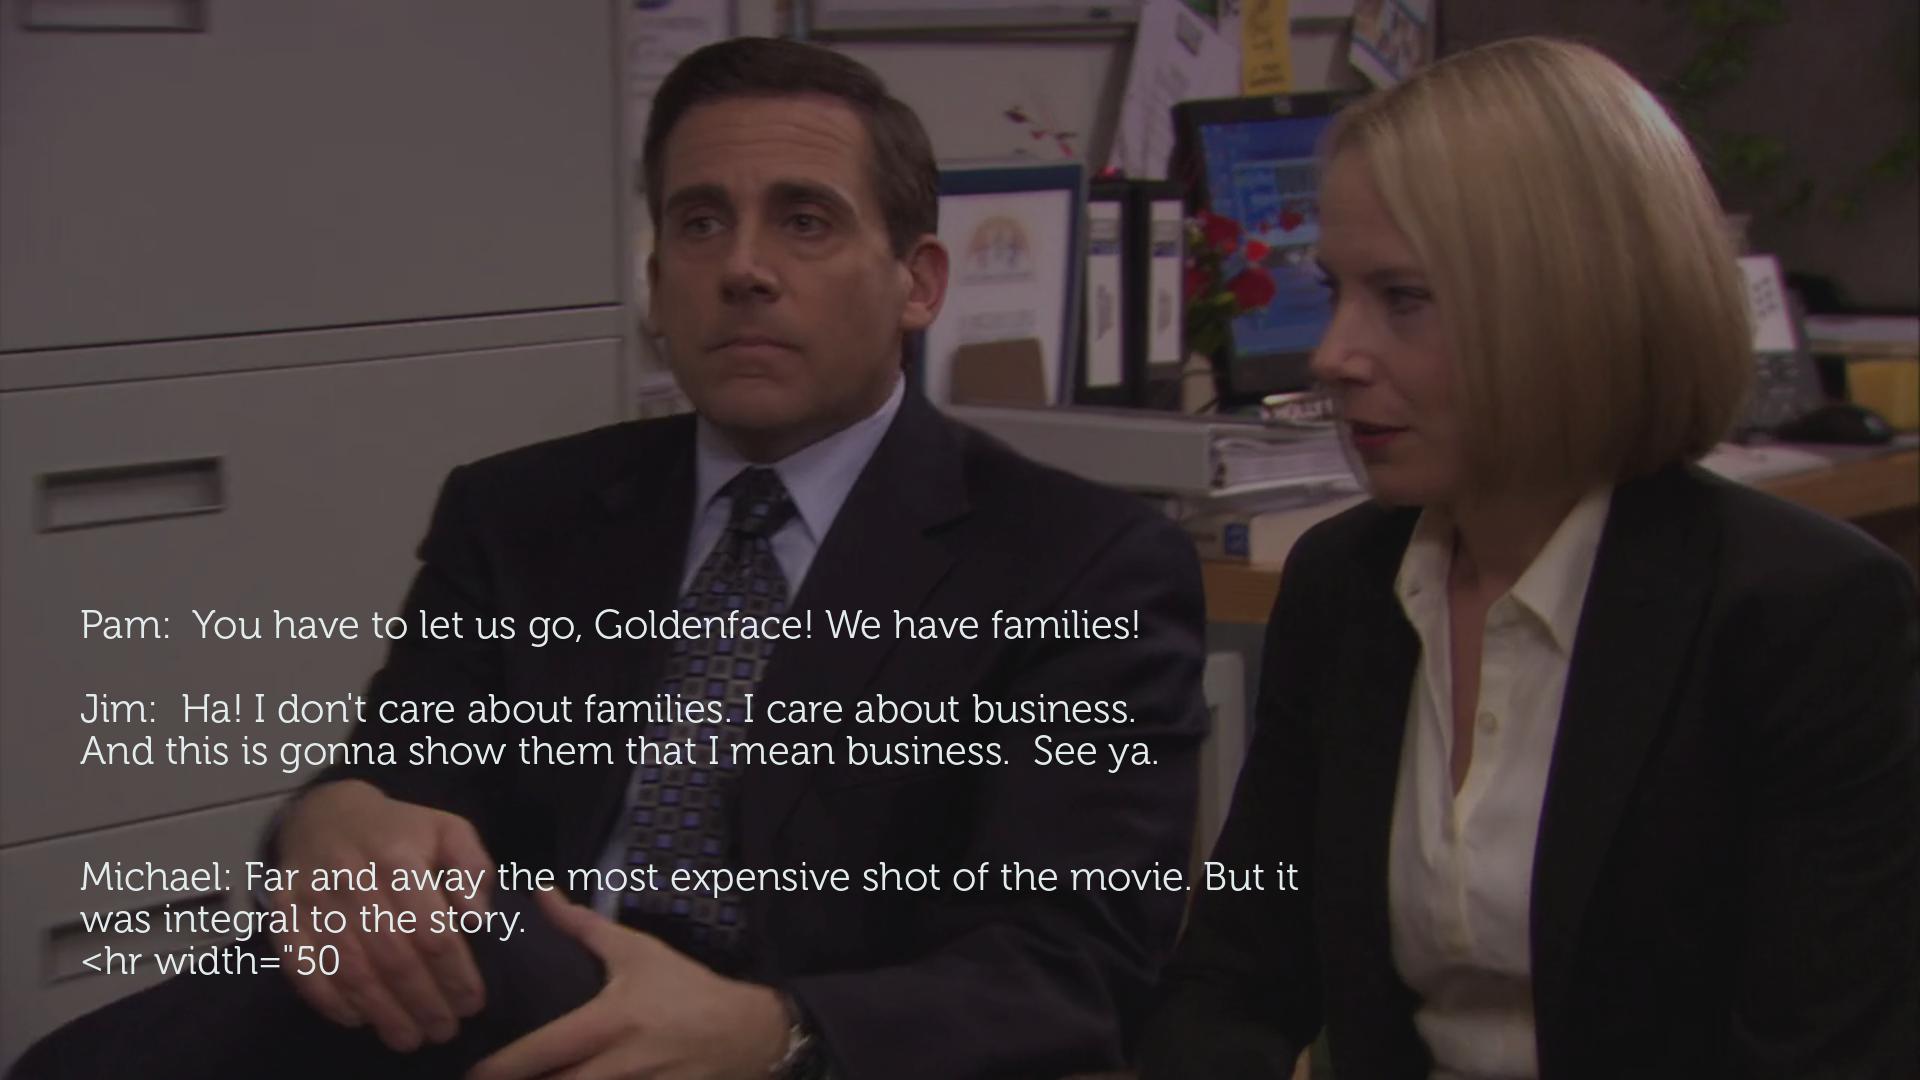 Pam:  You have to let us go, Goldenface! We have families!
Jim:  Ha! I don't care about families. I care about business.
And this is gonna show them that I mean business.  See ya.
Michael: Far and away the most expensive shot of the movie. But it
was integral to the story.
<hr width="50